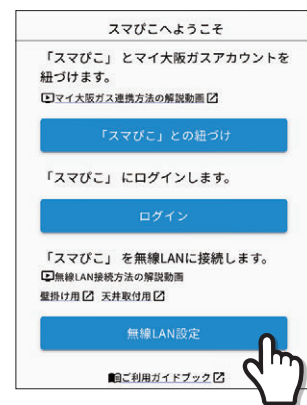 スマぴこへようこそ
「スマぴこ」 とマイ大阪ガスアカウントを
紐づけます。
マイ大阪ガス連携方法の解説動画
「スマぴこ」との紐づけ
「スマぴこ」 にログインします。
ログイン
「スマぴこ」 を無線LANに接続します。
無線LAN接続方法の解説動画
壁掛け用 天井取付用
無線LAN設定
ご利用ガイドブック